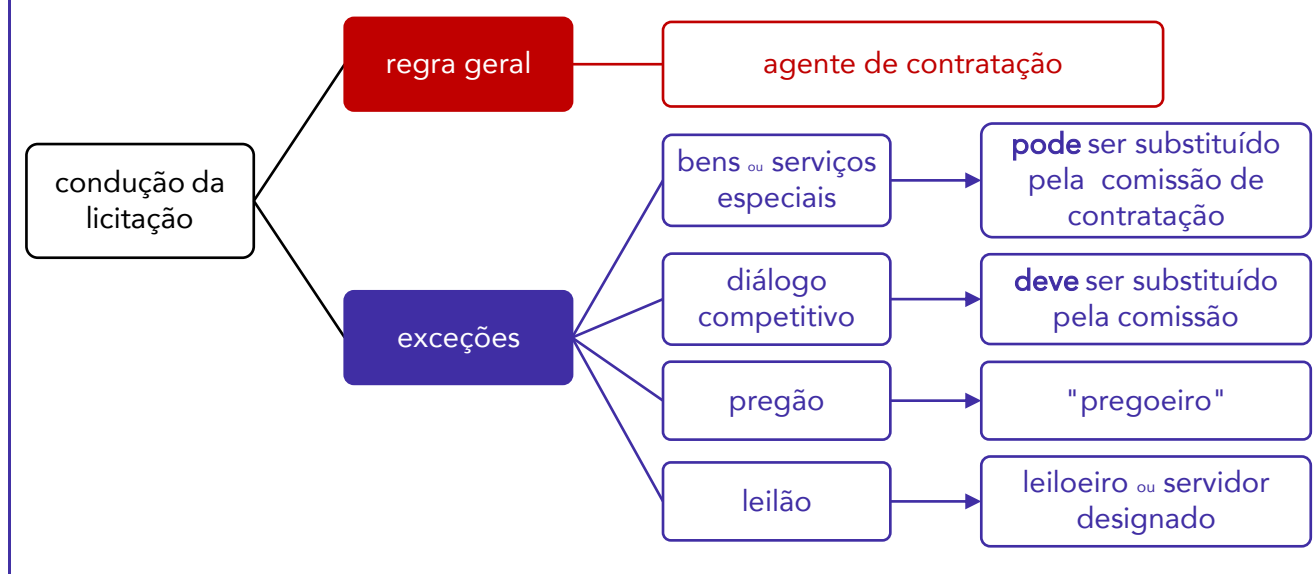 regra geral
agente de contratação
condução da
licitação
exceções
bens ou serviços
especiais
pode ser substituído
pela comissão de
contratação
diálogo
competitivo
deve ser substituído
pela comissão
pregão
"pregoeiro"
leilão
leiloeiro ou servidor
designado